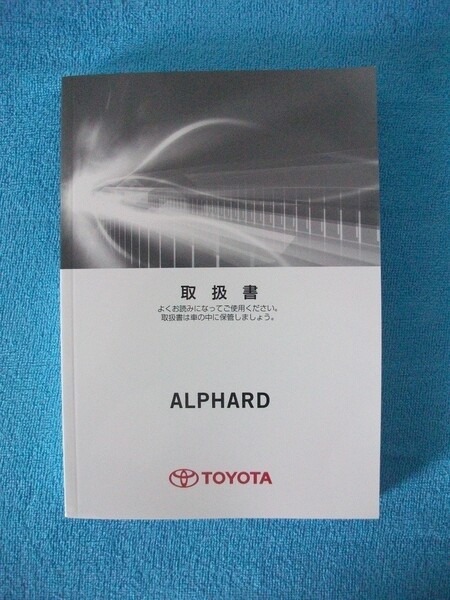 取扱書
よくお読みになってご使用ください。
取扱書は車の中に保管しましょう。
ALPHARD
TOYOTA